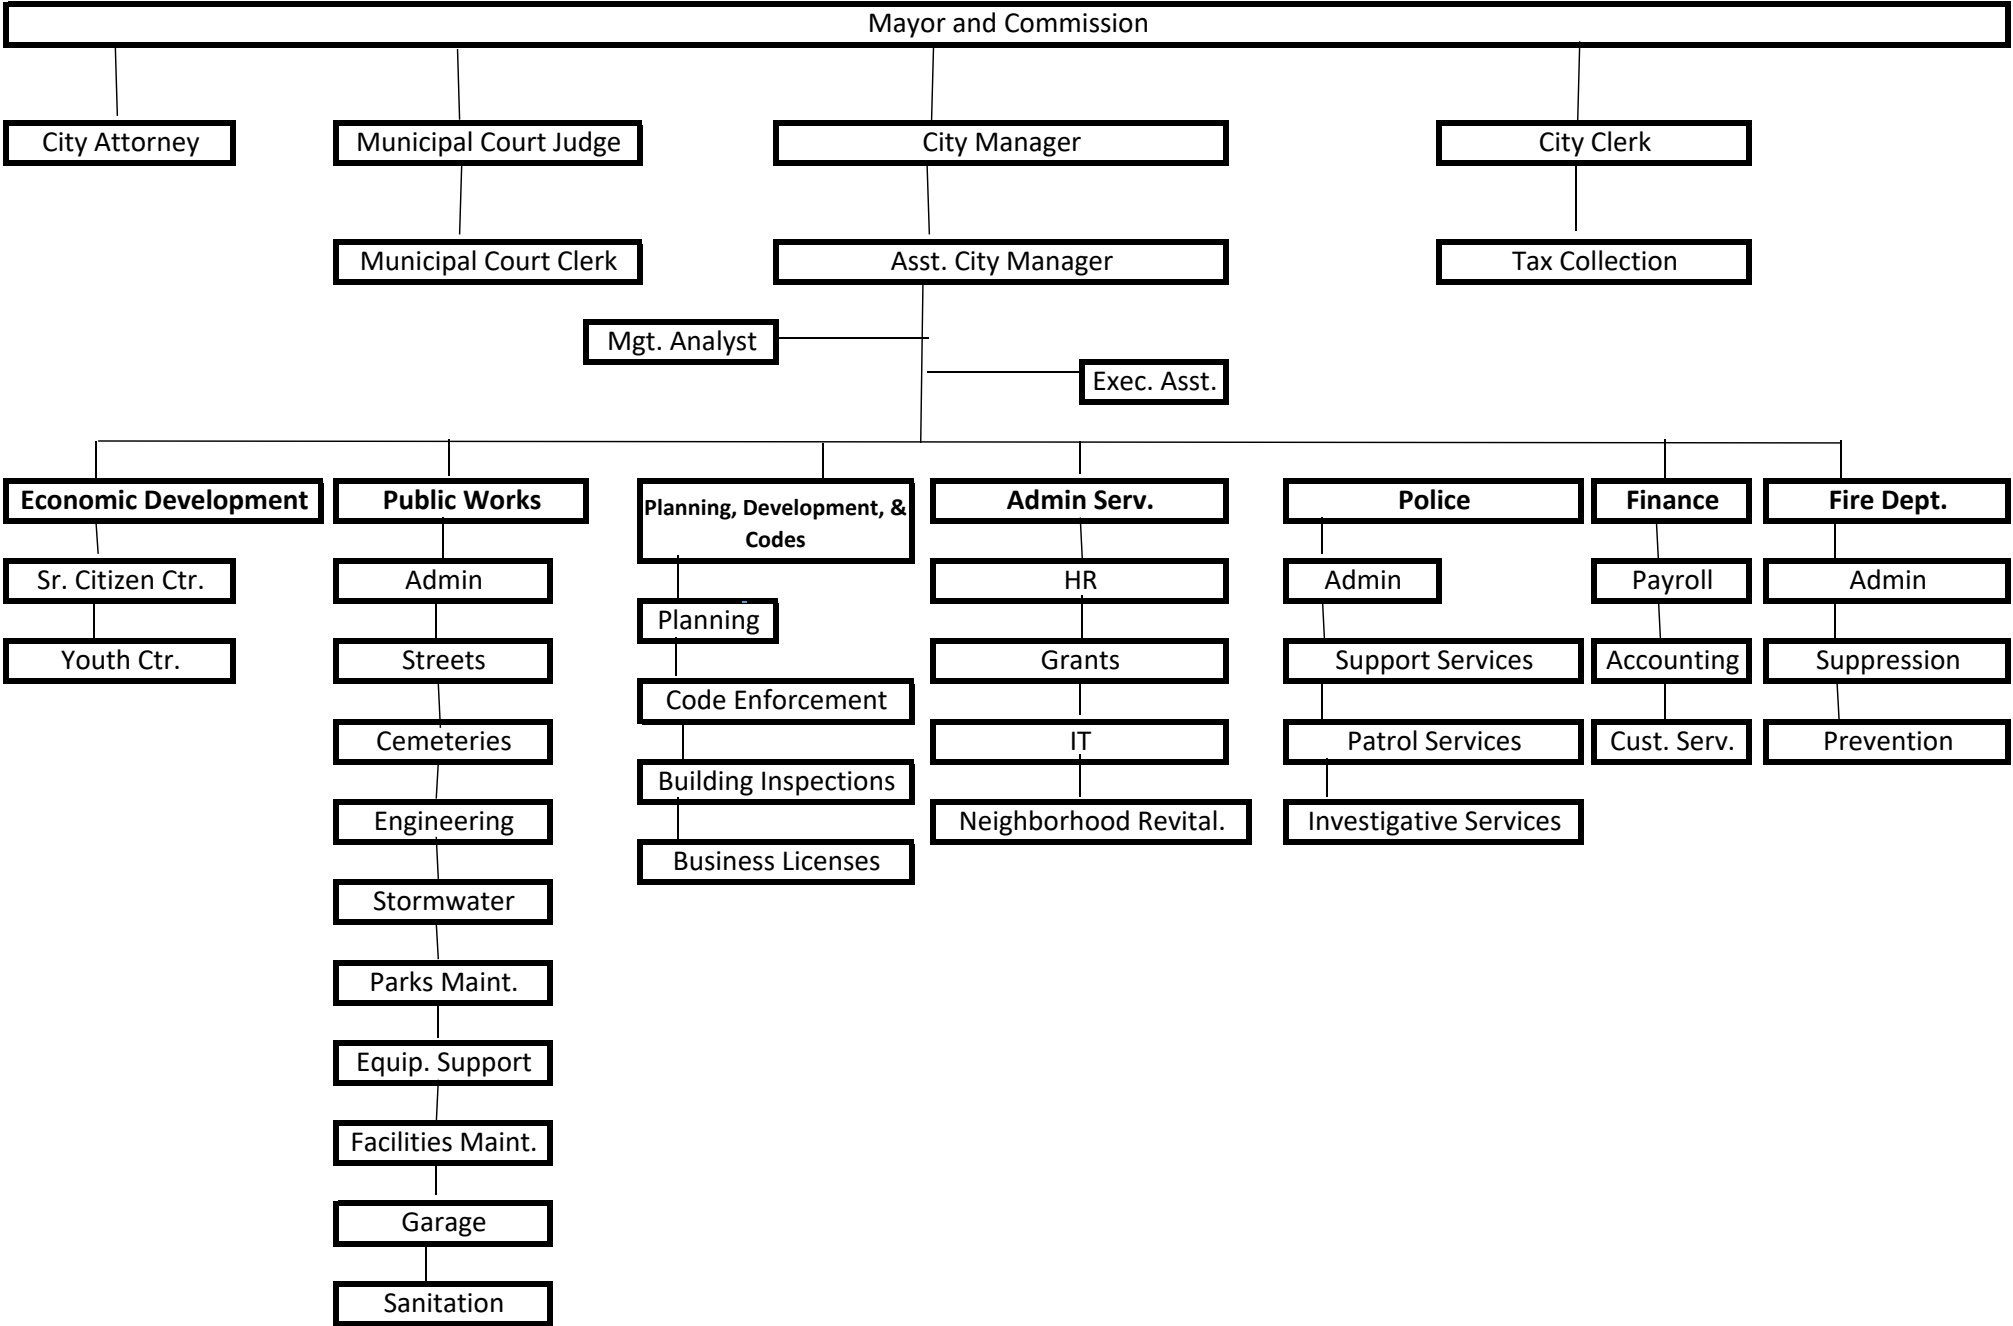 Mayor and Commission
City Attorney
Municipal Court Judge
City Manager
City Clerk
Municipal Court Clerk
Asst. City Manager
Tax Collection
Mgt. Analyst
Exec. Asst.
Economic Development
Sr. Citizen Ctr.
Youth Ctr.
Public Works
Admin
Streets
Cemeteries
Engineering
Stormwater
Parks Maint.
Equip. Support
Facilities Maint.
Garage
Sanitation
Planning, Development, &
Codes
Planning
Code Enforcement
Building Inspections
Business Licenses
Admin Serv.
HR
Grants
IT
Neighborhood Revital.
Police
Admin
Support Services
Patrol Services
Investigative Services
Finance
Payroll
Accounting
Cust. Serv.
Fire Dept.
Admin
Suppression
Prevention